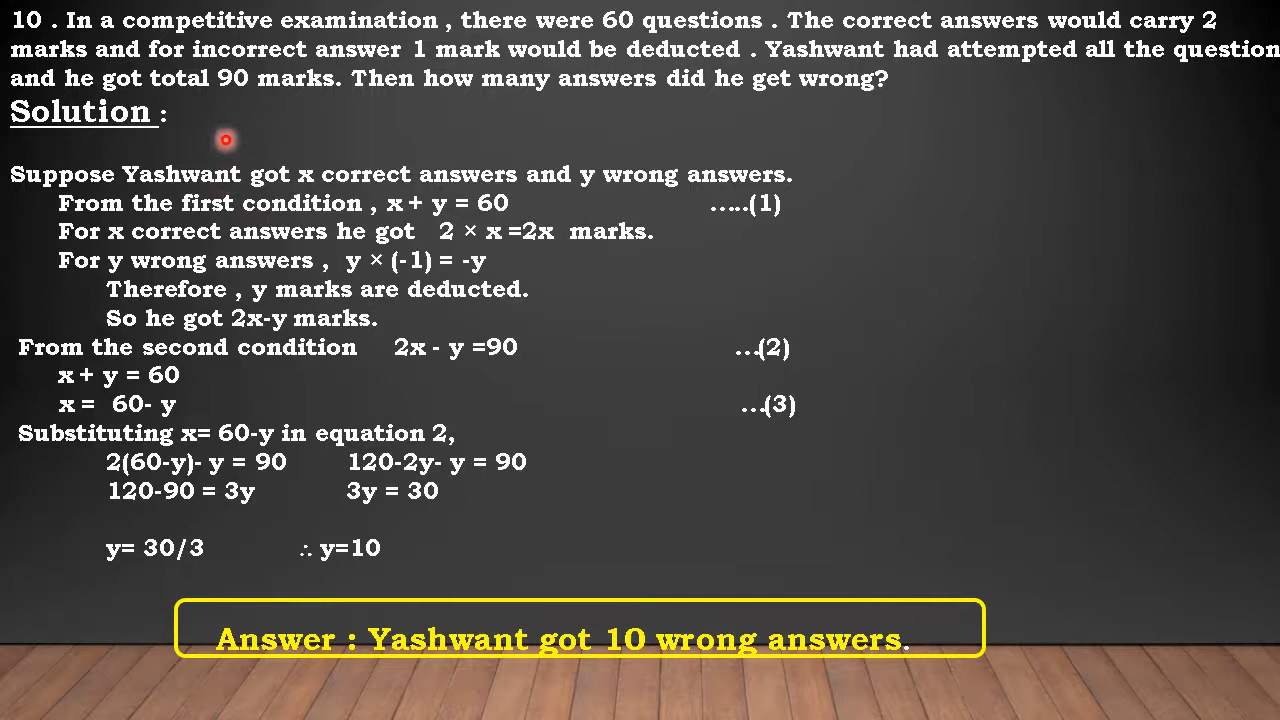 10 . In a competitive examination , there were 60 questions . The correct answers would carry 2
marks and for incorrect answer 1 mark would be deducted . Yashwant had attempted all the question
and he got total 90 marks. Then how many answers did he get wrong?
Solution :
Suppose Yashwant got x correct answers and y wrong answers.
From the first condition , x + y = 60 .....(1)
For x correct answers he got 2 × x =2x marks.
For y wrong answers , y × (-1) = -y
Therefore , y marks are deducted.
So he got 2x-y marks.
From the second condition 2x - y =90 ...(2)
x + y = 60
x = 60- y ...(3)
Substituting x= 60-y in equation 2,
2(60-y)- y = 90 120-2y- y = 90
120-90 = 3y 3y = 30
y= 30/3 ∴ y=10
Answer : Yashwant got 10 wrong answers.